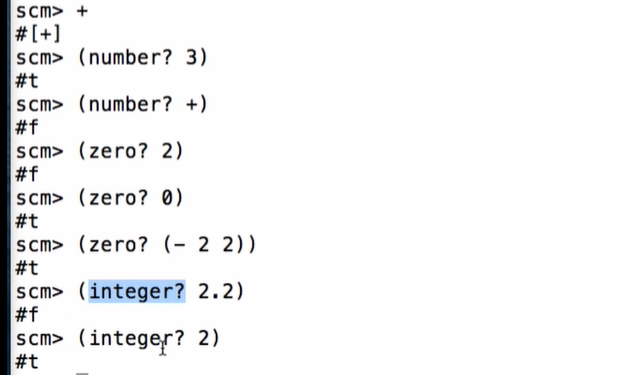 scm> +
#[+]
scm> (number? 3)
#t
scm> (number? +)
#f
scm> (zero? 2)
#f
scm> (zero? 0)
#t
scm> (zero? (- 2 2))
#t
scm> (integer? 2.2)
#f
scm> (integer? 2)
#t